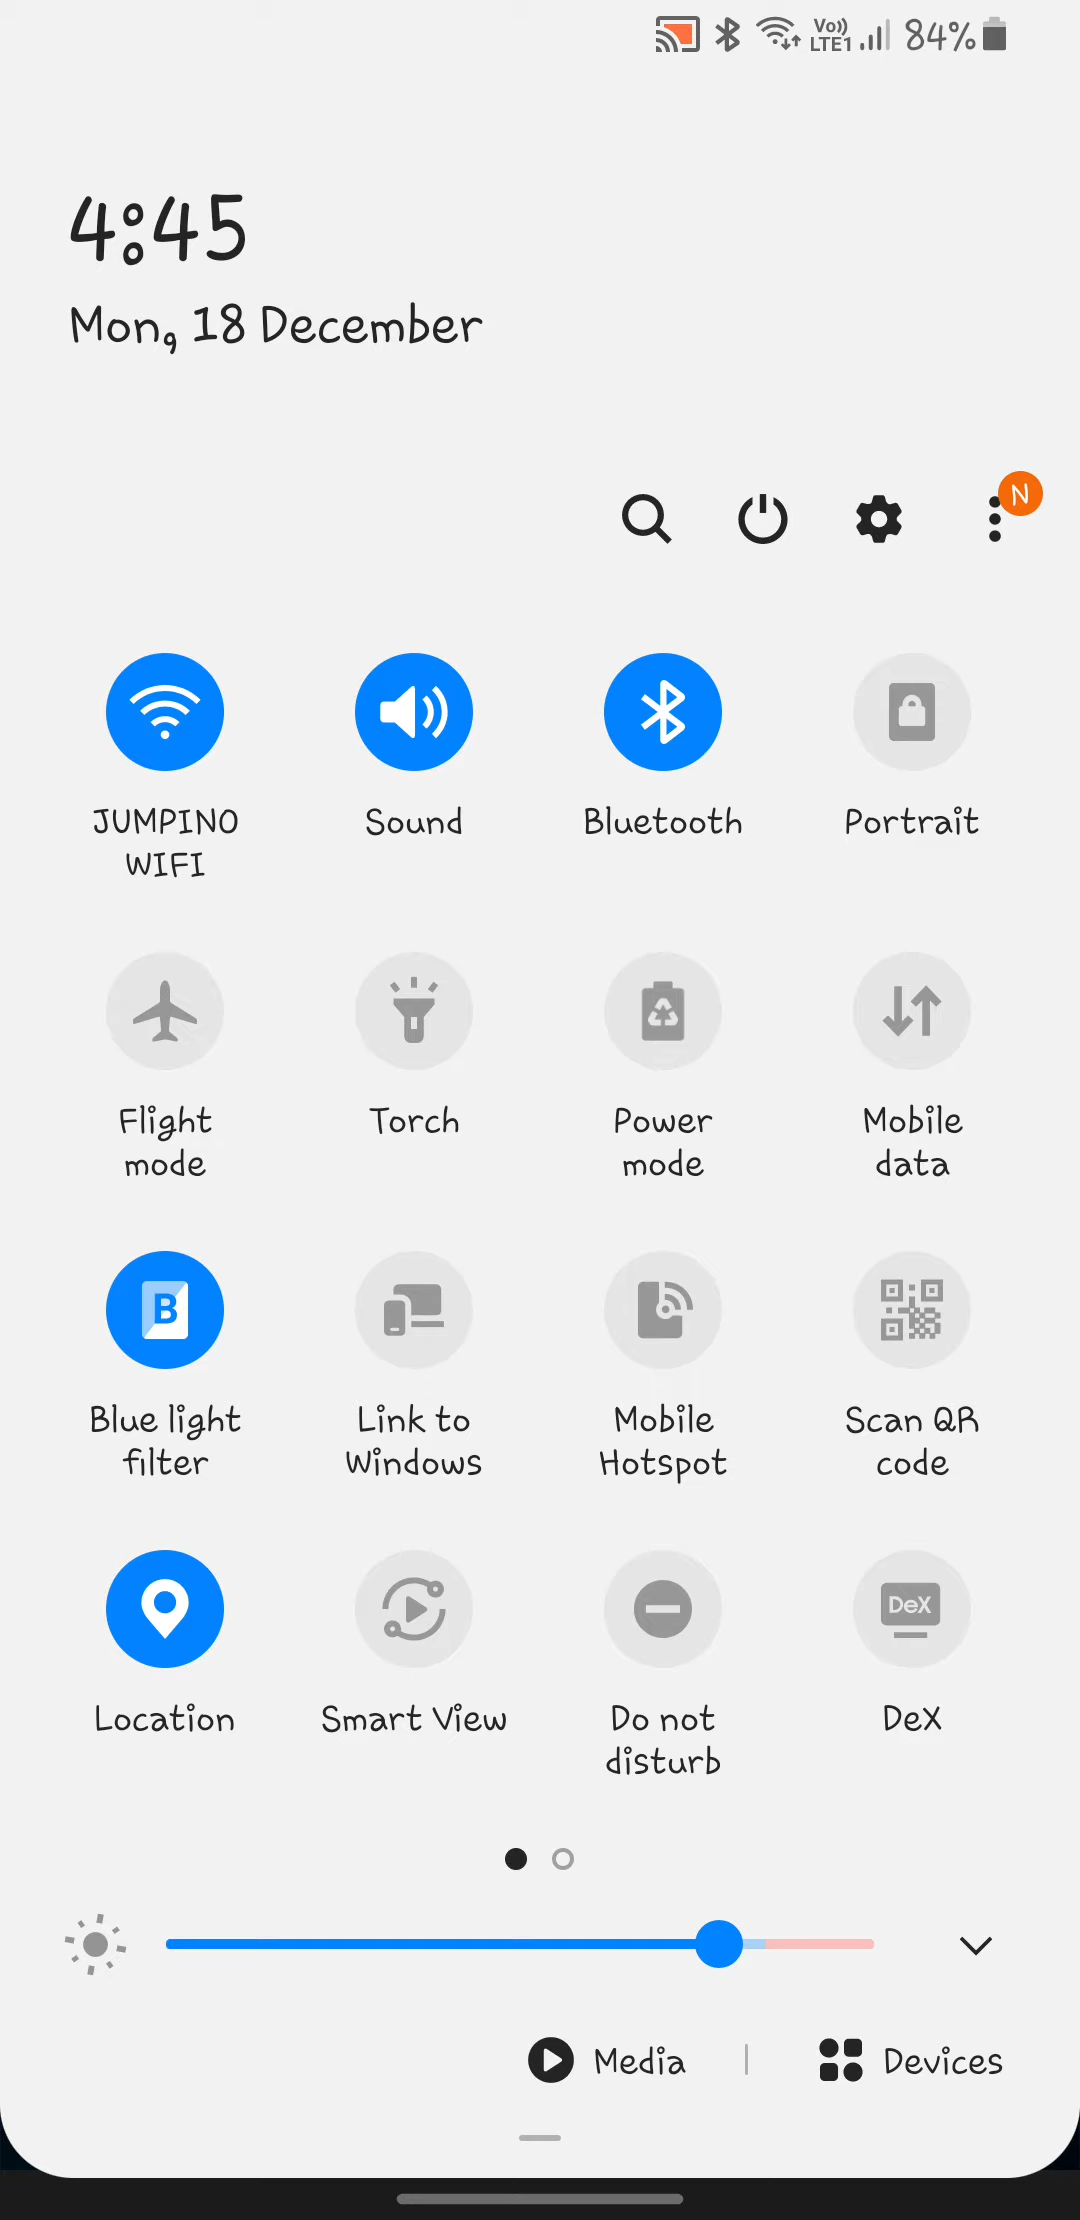 Vo)) LTE1 84%
4:45
Mon, 18 December
N
JUMPINO WIFI
Sound
Bluetooth
Portrait
Flight mode
Torch
Power mode
Mobile data
B
Blue light filter
Link to Windows
Mobile Hotspot
Scan QR code
Location
Smart View
Do not disturb
DeX
DeX
Media
Devices